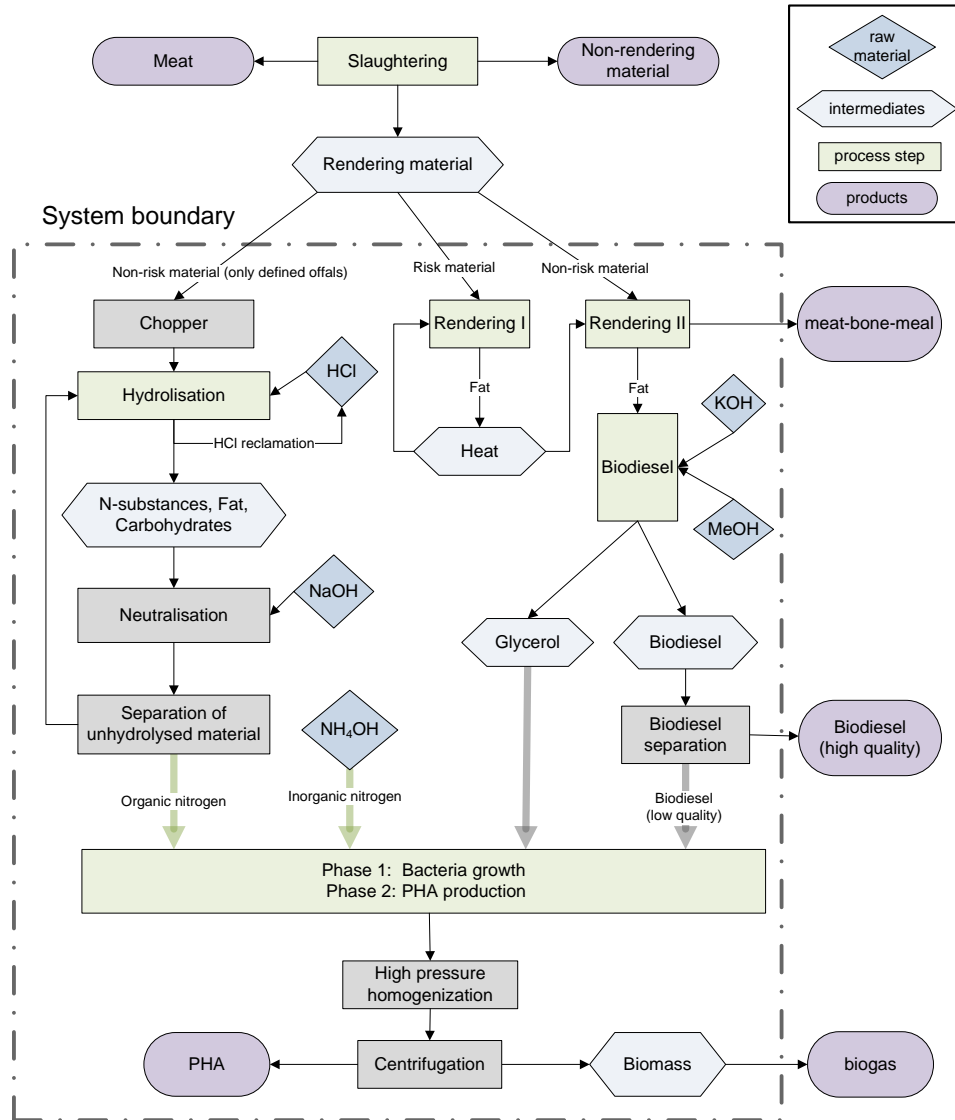 Meat
Slaughtering
Non-rendering
material
raw
material
intermediates
process step
products
Rendering material
System boundary
Non-risk material (only defined offals)
Risk material
Non-risk material
Chopper
Rendering I
Rendering II
meat-bone-meal
HCl
Hydrolisation
Fat
Fat
KOH
HCl reclamation
Heat
Biodiesel
N-substances, Fat,
Carbohydrates
MeOH
NaOH
Neutralisation
Glycerol
Biodiesel
Separation of
unhydrolysed material
NH₄OH
Biodiesel
separation
Biodiesel
(high quality)
Organic nitrogen
Inorganic nitrogen
Biodiesel
(low quality)
Phase 1: Bacteria growth
Phase 2: PHA production
High pressure
homogenization
PHA
Centrifugation
Biomass
biogas